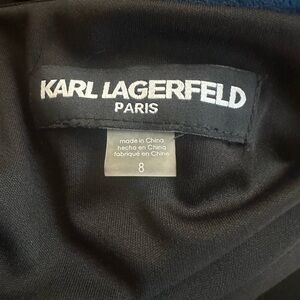 KARL LAGERFELD
PARIS
made in China
hecho en China
fabriqué en Chine
8